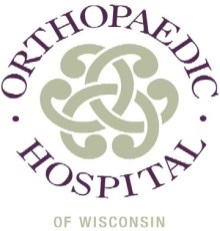 · ORTHOPAEDIC ·
HOSPITAL
OF WISCONSIN